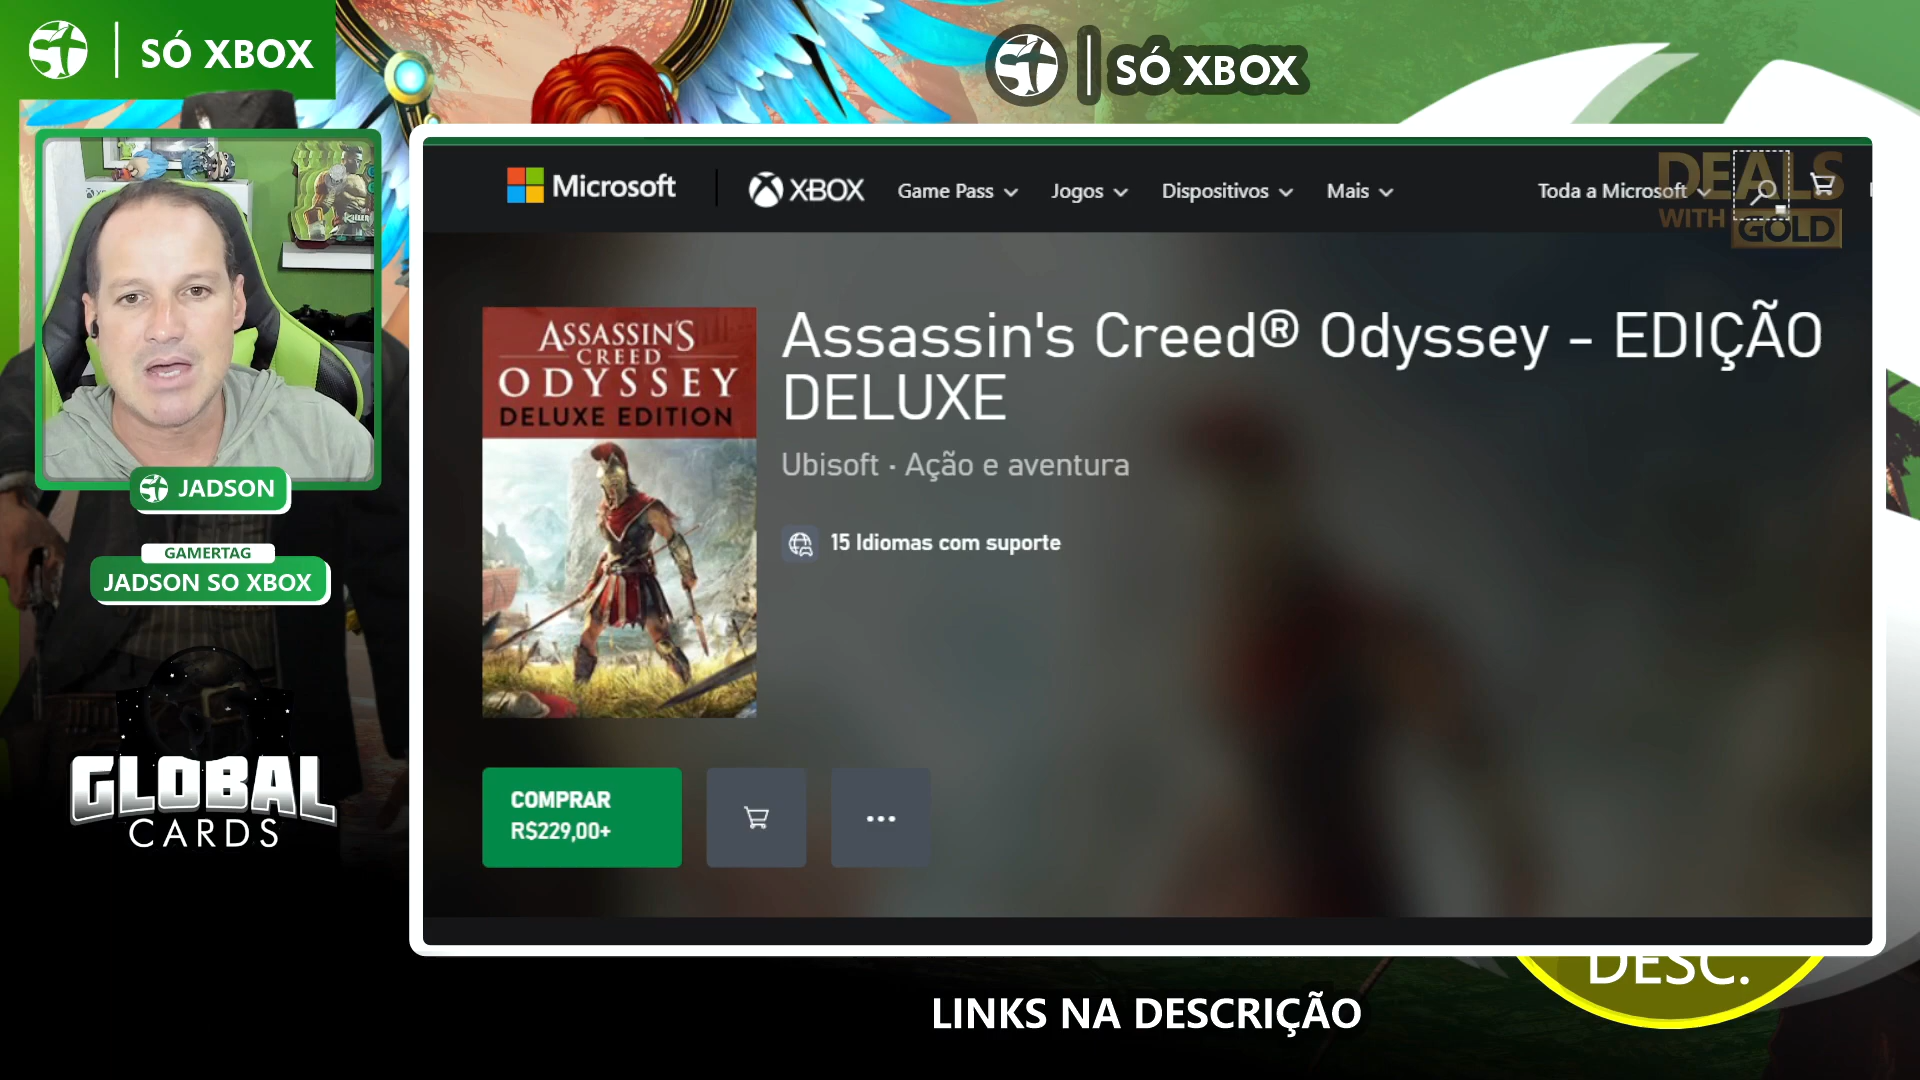 SÓ XBOX
SÓ XBOX
Microsoft
XBOX
Game Pass
Jogos
Dispositivos
Mais
Toda a Microsoft
DEALS
WITH GOLD
ASSASSIN'S
CREED
ODYSSEY
DELUXE EDITION
Assassin's Creed® Odyssey - EDIÇÃO
DELUXE
Ubisoft • Ação e aventura
15 Idiomas com suporte
JADSON
GAMERTAG
JADSON SO XBOX
GLOBAL
CARDS
COMPRAR
R$229,00+
DESC.
LINKS NA DESCRIÇÃO